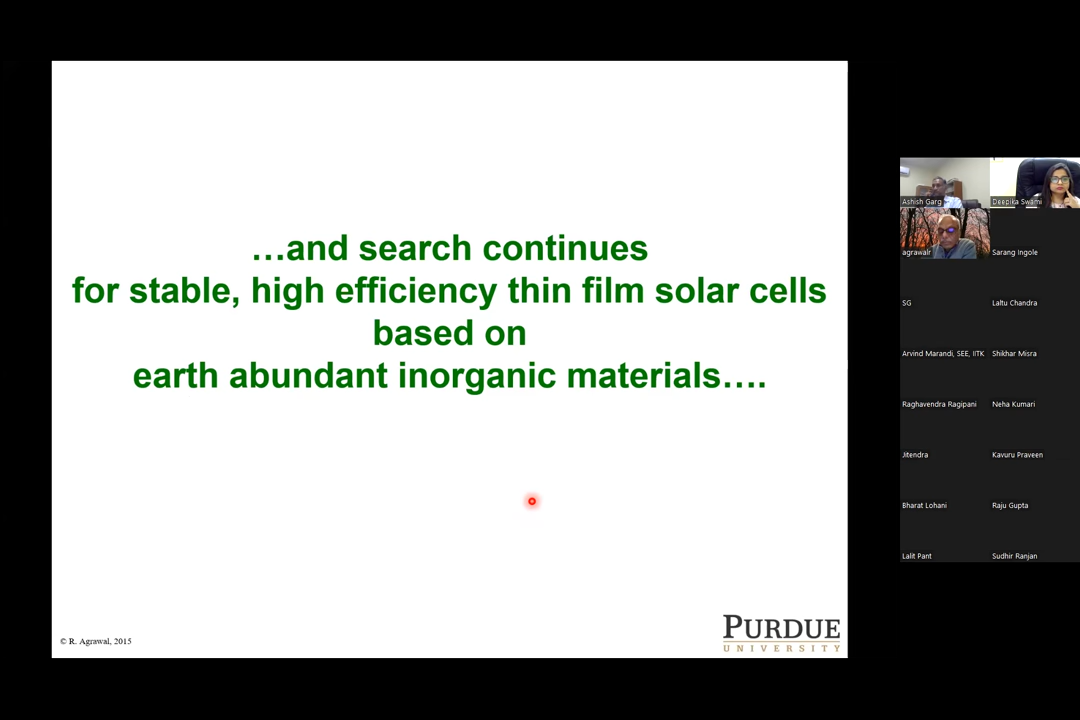 …and search continues
for stable, high efficiency thin film solar cells
based on
earth abundant inorganic materials….
© R. Agrawal, 2015
PURDUE
UNIVERSITY
Ashish Garg
Deepika Swami
agrawalr
Sarang Ingole
SG
Laltu Chandra
Arvind Marandi, SEE, IITK
Shikhar Misra
Raghavendra Ragipani
Neha Kumari
Jitendra
Kavuru Praveen
Bharat Lohani
Raju Gupta
Lalit Pant
Sudhir Ranjan